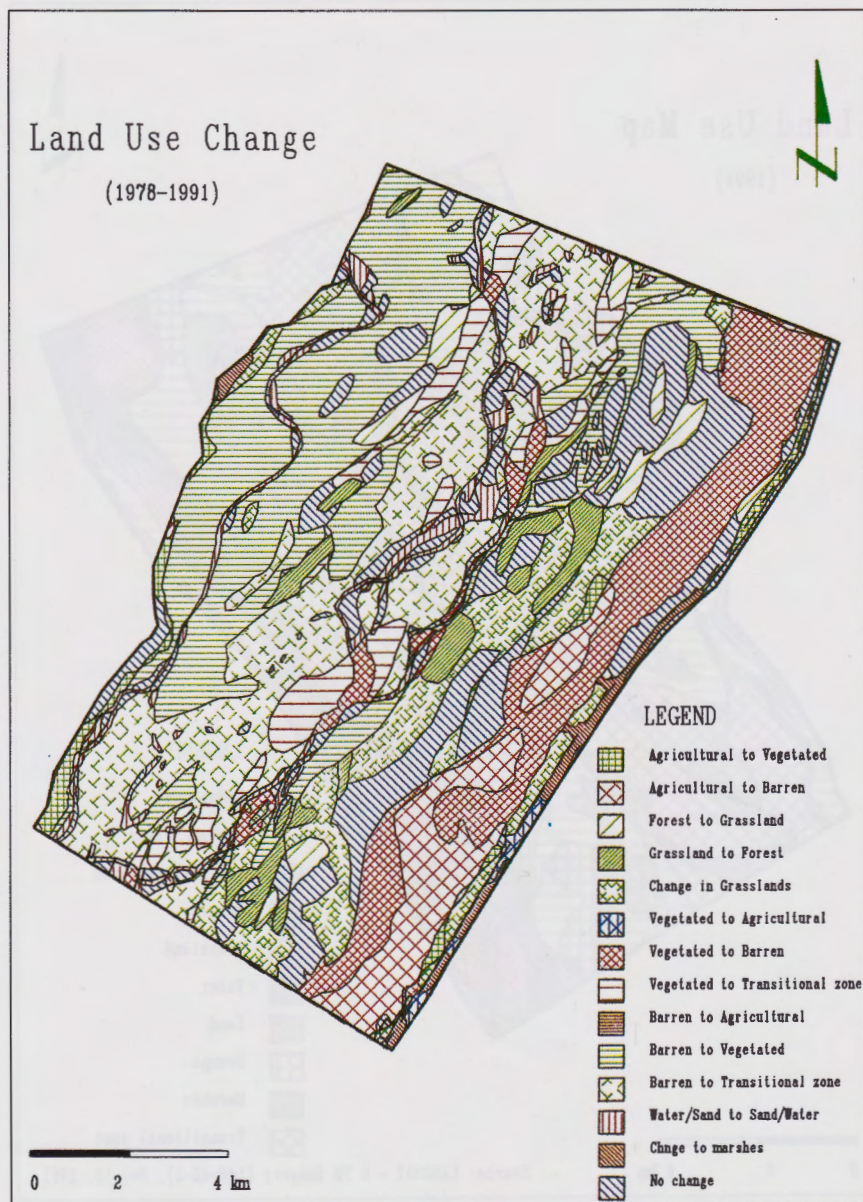 Land Use Change
(1978-1991)
N
LEGEND
Agricultural to Vegetated
Agricultural to Barren
Forest to Grassland
Grassland to Forest
Change in Grasslands
Vegetated to Agricultural
Vegetated to Barren
Vegetated to Transitional zone
Barren to Agricultural
Barren to Vegetated
Barren to Transitional zone
Water/Sand to Sand/Water
Chnge to marshes
No change
0 2 4 km